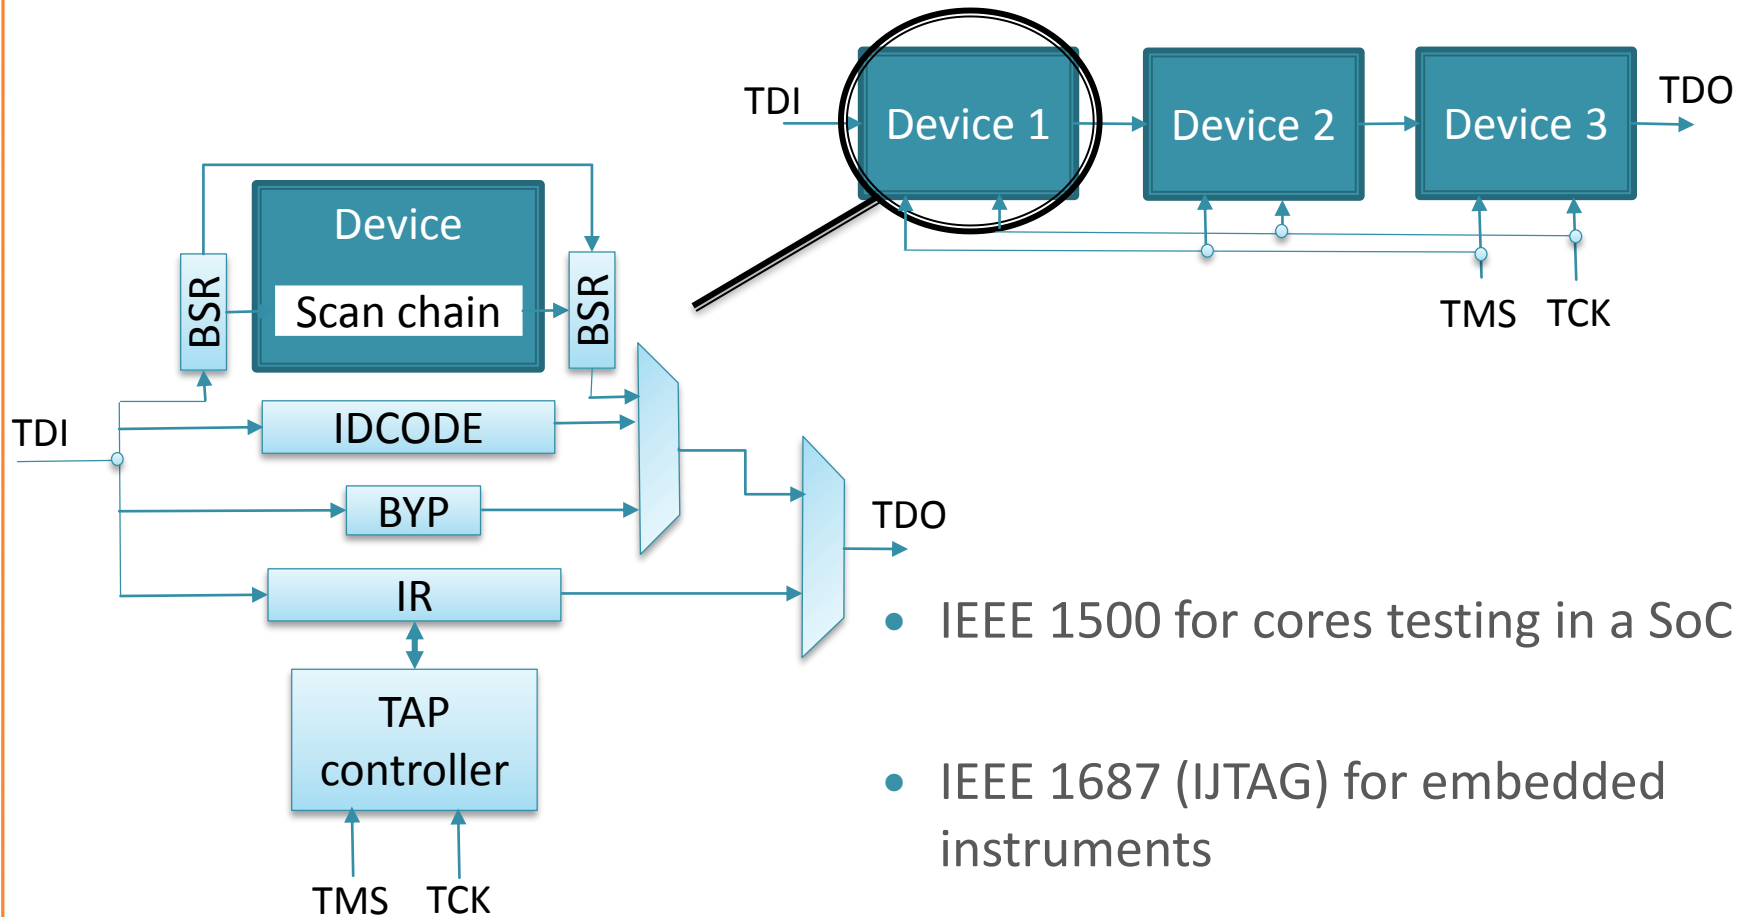 TDI
Device 1
Device 2
Device 3
TDO
TMS
TCK
Device
BSR
Scan chain
BSR
TDI
IDCODE
BYP
TDO
IR
TAP
controller
TMS
TCK
• IEEE 1500 for cores testing in a SoC
• IEEE 1687 (IJTAG) for embedded
instruments